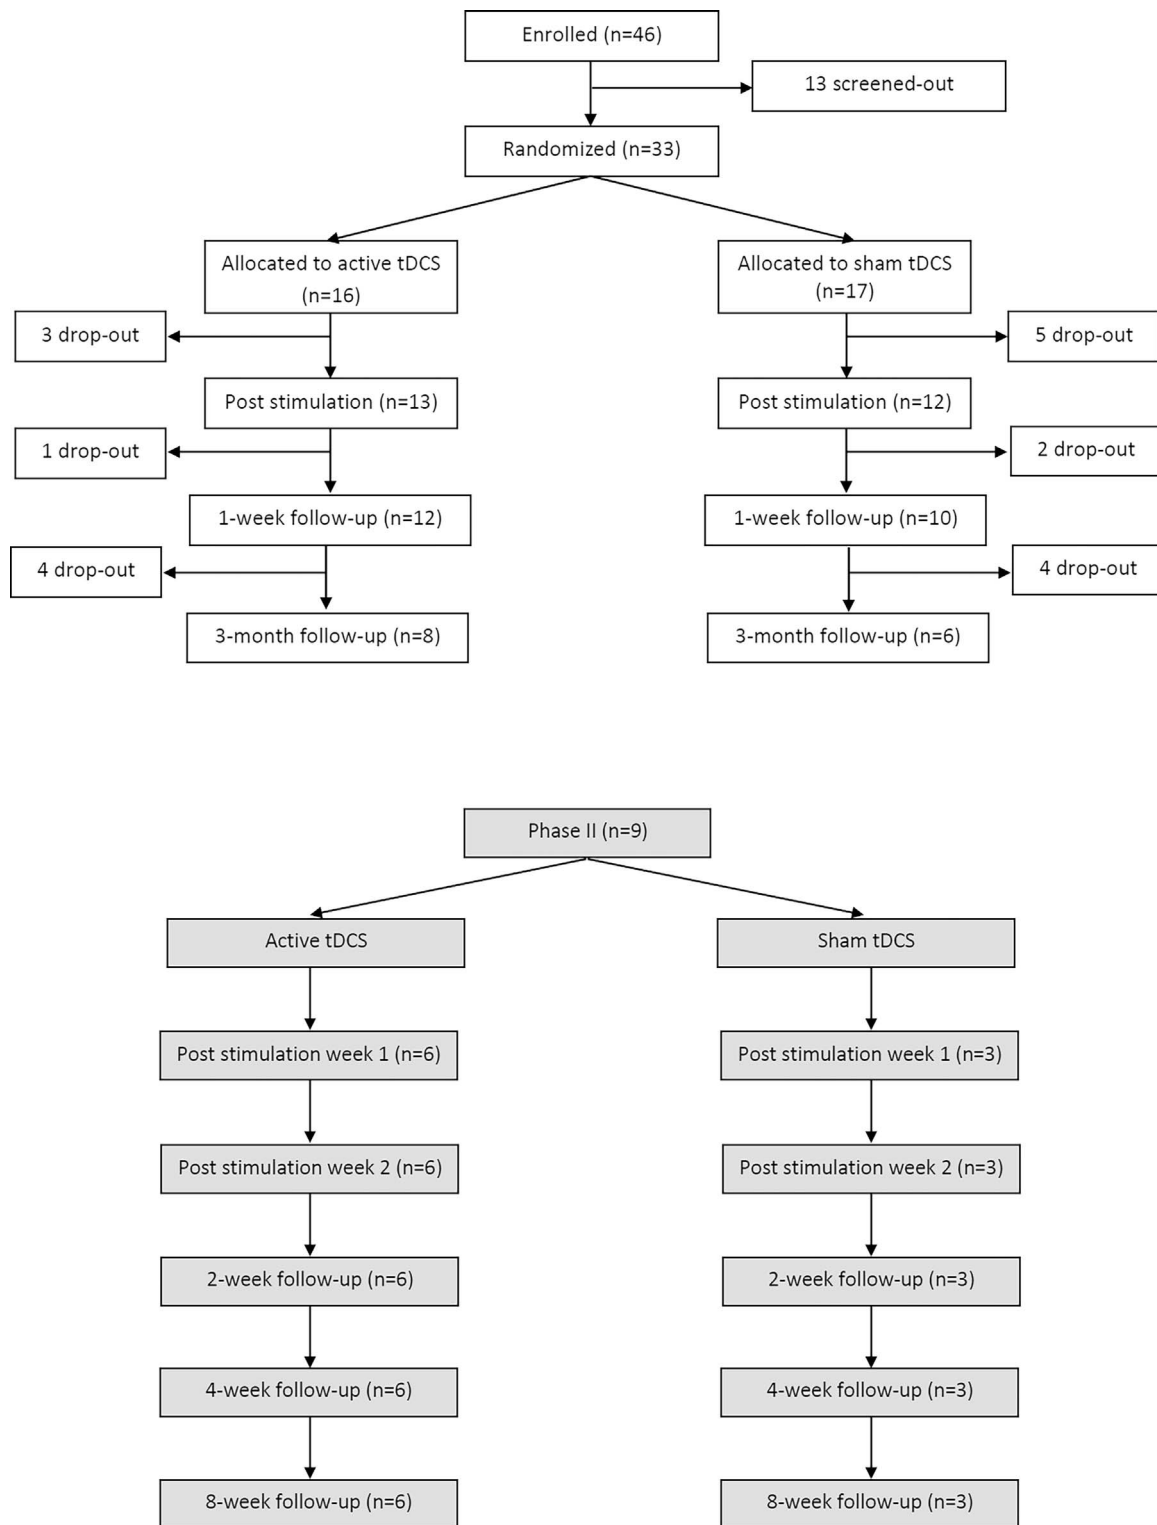 Enrolled (n=46)
13 screened-out
Randomized (n=33)
Allocated to active tDCS
(n=16)
Allocated to sham tDCS
(n=17)
3 drop-out
5 drop-out
Post stimulation (n=13)
Post stimulation (n=12)
1 drop-out
2 drop-out
1-week follow-up (n=12)
1-week follow-up (n=10)
4 drop-out
4 drop-out
3-month follow-up (n=8)
3-month follow-up (n=6)
Phase II (n=9)
Active tDCS
Sham tDCS
Post stimulation week 1 (n=6)
Post stimulation week 1 (n=3)
Post stimulation week 2 (n=6)
Post stimulation week 2 (n=3)
2-week follow-up (n=6)
2-week follow-up (n=3)
4-week follow-up (n=6)
4-week follow-up (n=3)
8-week follow-up (n=6)
8-week follow-up (n=3)